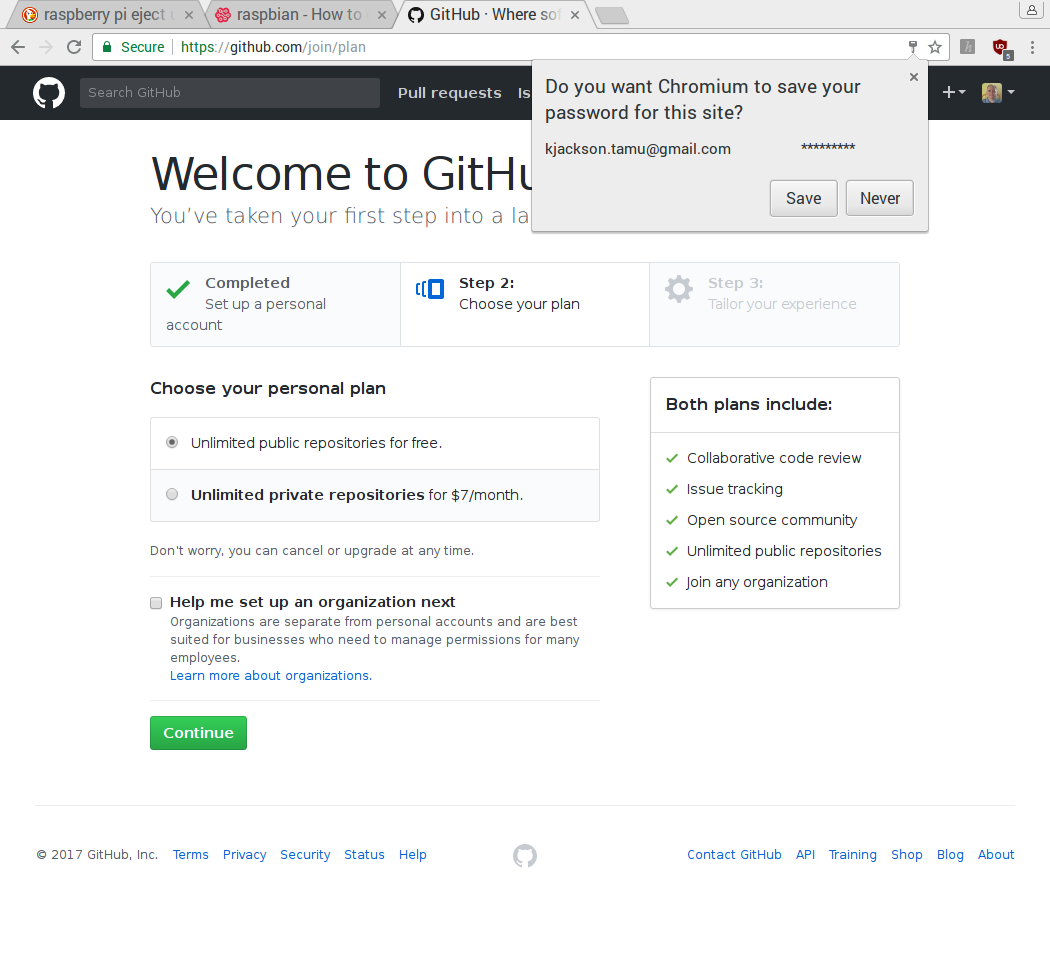 raspberry pi eject
raspbian - How to
GitHub · Where sof
Secure
https://github.com/join/plan
Search GitHub
Pull requests
Is
Do you want Chromium to save your
password for this site?
kjackson.tamu@gmail.com *********
Save
Never
Welcome to GitHu
You've taken your first step into a la
Completed
Set up a personal
account
Step 2:
Choose your plan
Step 3:
Tailor your experience
Choose your personal plan
Unlimited public repositories for free.
Unlimited private repositories for $7/month.
Don't worry, you can cancel or upgrade at any time.
Help me set up an organization next
Organizations are separate from personal accounts and are best
suited for businesses who need to manage permissions for many
employees.
Learn more about organizations.
Continue
Both plans include:
Collaborative code review
Issue tracking
Open source community
Unlimited public repositories
Join any organization
© 2017 GitHub, Inc. Terms Privacy Security Status Help
Contact GitHub API Training Shop Blog About